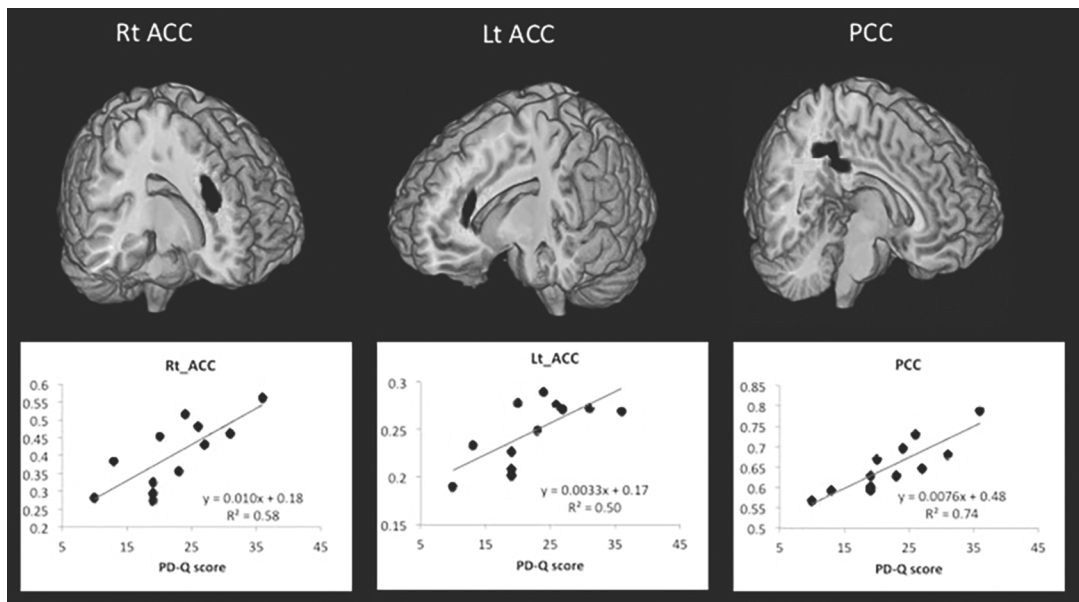 Rt ACC
Lt ACC
PCC
Rt_ACC
0.6
0.55
0.5
0.45
0.4
0.35
0.3
0.25
0.2
y = 0.010x + 0.18
R² = 0.58
5 15 25 35 45
PD-Q score
Lt_ACC
0.3
0.25
0.2
0.15
y = 0.0033x + 0.17
R² = 0.50
5 15 25 35 45
PD-Q score
PCC
0.85
0.8
0.75
0.7
0.65
0.6
0.55
0.5
y = 0.0076x + 0.48
R² = 0.74
5 15 25 35 45
PD-Q score